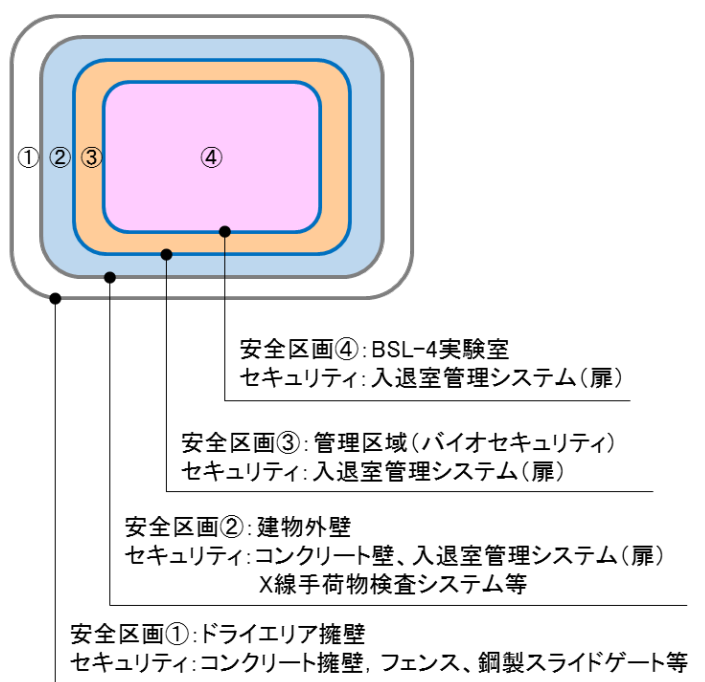 ① ② ③ ④
安全区画④:BSL-4実験室
セキュリティ:入退室管理システム(扉)
安全区画③:管理区域(バイオセキュリティ)
セキュリティ:入退室管理システム(扉)
安全区画②:建物外壁
セキュリティ:コンクリート壁、入退室管理システム(扉)
X線手荷物検査システム等
安全区画①:ドライエリア擁壁
セキュリティ:コンクリート擁壁, フェンス、鋼製スライドゲート等